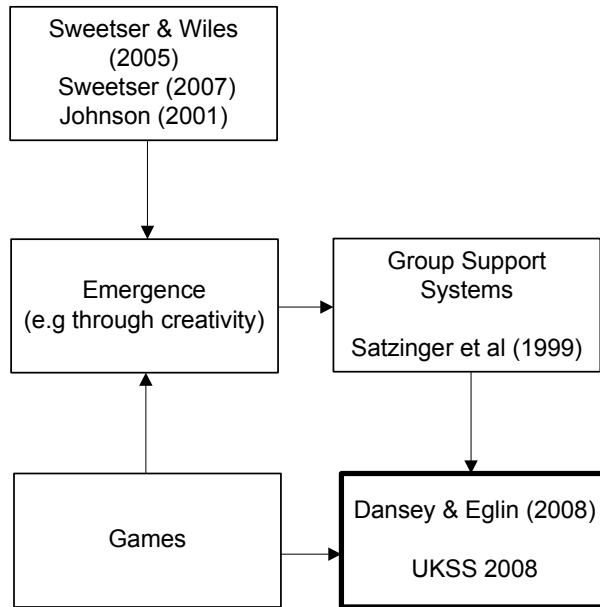 Sweetser & Wiles
(2005)
Sweetser (2007)
Johnson (2001)
Emergence
(e.g through creativity)
Group Support
Systems
Satzinger et al (1999)
Games
Dansey & Eglin (2008)
UKSS 2008